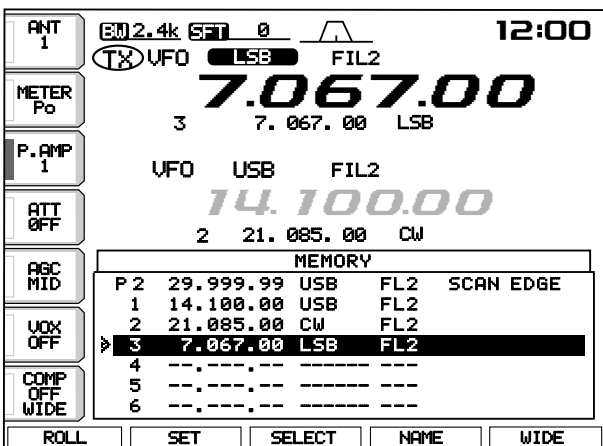 ANT
1
BW 2.4k SFT 0
12:00
TX VFO LSB FIL2
7.067.00
3 7. 067. 00 LSB
METER
Po
P.AMP
1
VFO USB FIL2
14.100.00
2 21. 085. 00 CW
ATT
OFF
AGC
MID
VOX
OFF
COMP
OFF
WIDE
MEMORY
P 2 29.999.99 USB FL2 SCAN EDGE
1 14.100.00 USB FL2
2 21.085.00 CW FL2
3 7.067.00 LSB FL2
4 --.---.-- ------ ---
5 --.---.-- ------ ---
6 --.---.-- ------ ---
ROLL SET SELECT NAME WIDE